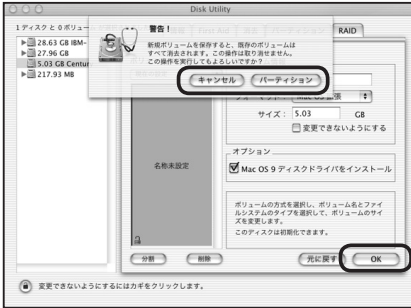 Disk Utility
1 ディスク と 0 ボリューム
28.63 GB IBM-
27.96 GB
5.03 GB Centur
217.93 MB
警告！
新規ボリュームを保存すると、既存のボリュームは
すべて消去されます。この操作は取り消せません。
この操作を実行してもよろしいですか？
キャンセル
パーティション
First Aid
RAID
Mac OS 拡張
サイズ： 5.03 GB
変更できないようにする
オプション
Mac OS 9 ディスクドライバをインストール
名称未設定
ボリュームの方式を選択し、ボリューム名とファイ
ルシステムのタイプを選択して、ボリュームのサイ
ズを変更します。
このディスクは初期化できます。
分割
削除
元に戻す
OK
変更できないようにするにはカギをクリックします。